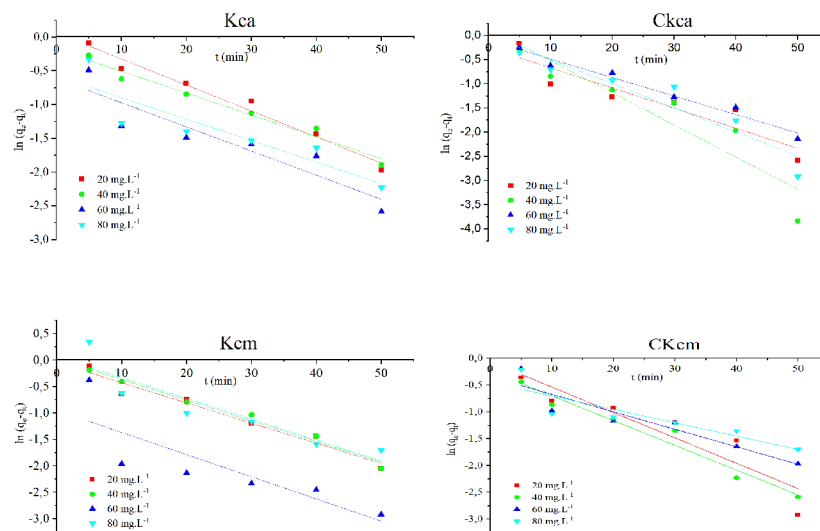 Kca
0,0
-0,5
-1,0
-1,5
-2,0
-2,5
-3,0
0 10 20 30 40 50
t (min)
ln (qe-qt)
20 mg.L-1
40 mg.L-1
60 mg.L-1
80 mg.L-1
Ckca
0,0
-0,5
-1,0
-1,5
-2,0
-2,5
-3,0
-3,5
-4,0
0 10 20 30 40 50
t (min)
ln (qe-qt)
20 mg.L-1
40 mg.L-1
60 mg.L-1
80 mg.L-1
Kcm
0,5
0,0
-0,5
-1,0
-1,5
-2,0
-2,5
-3,0
0 10 20 30 40 50
t (min)
ln (qe-qt)
20 mg.L-1
40 mg.L-1
60 mg.L-1
80 mg.L-1
CKcm
0,0
-0,5
-1,0
-1,5
-2,0
-2,5
-3,0
0 10 20 30 40 50
t (min)
ln (qe-qt)
20 mg.L-1
40 mg.L-1
60 mg.L-1
80 mg.L-1